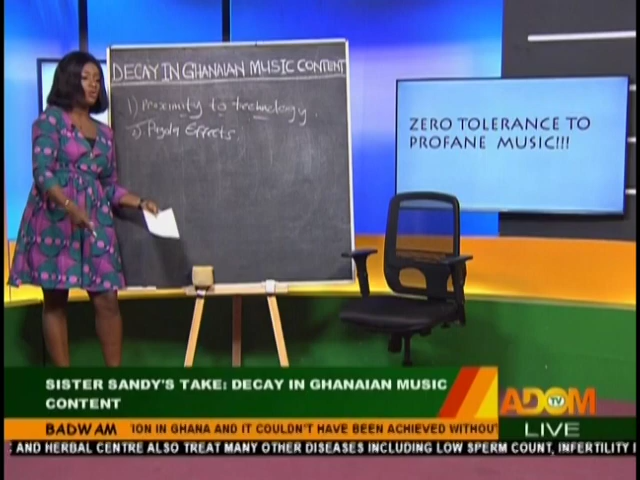 DECAY IN GHANAIAN MUSIC CONTENT
1) Proximity to technology.
2) Payola Effects.
ZERO TOLERANCE TO
PROFANE MUSIC!!!
SISTER SANDY'S TAKE: DECAY IN GHANAIAN MUSIC
CONTENT
ADOM TV
LIVE
BADWAM
ION IN GHANA AND IT COULDN'T HAVE BEEN ACHIEVED WITHOU
AND HERBAL CENTRE ALSO TREAT MANY OTHER DISEASES INCLUDING LOW SPERM COUNT, INFERTILITY